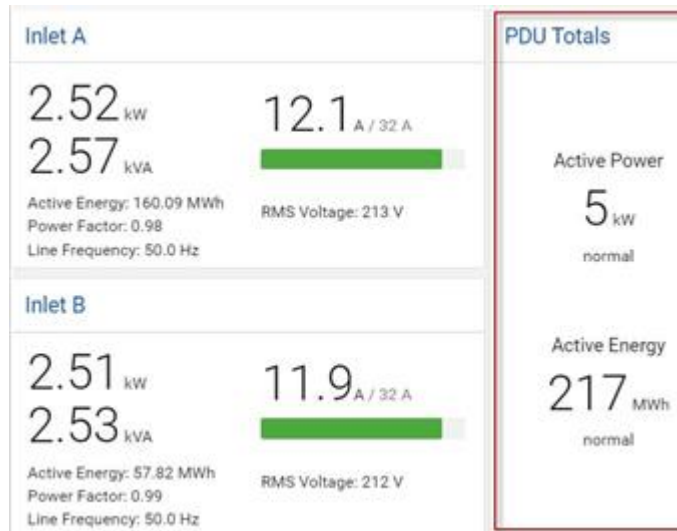 Inlet A
2.52 kW
2.57 kVA
Active Energy: 160.09 MWh
Power Factor: 0.98
Line Frequency: 50.0 Hz
12.1 A / 32 A
RMS Voltage: 213 V
Inlet B
2.51 kW
2.53 kVA
Active Energy: 57.82 MWh
Power Factor: 0.99
Line Frequency: 50.0 Hz
11.9 A / 32 A
RMS Voltage: 212 V
PDU Totals
Active Power
5 kW
normal
Active Energy
217 MWh
normal